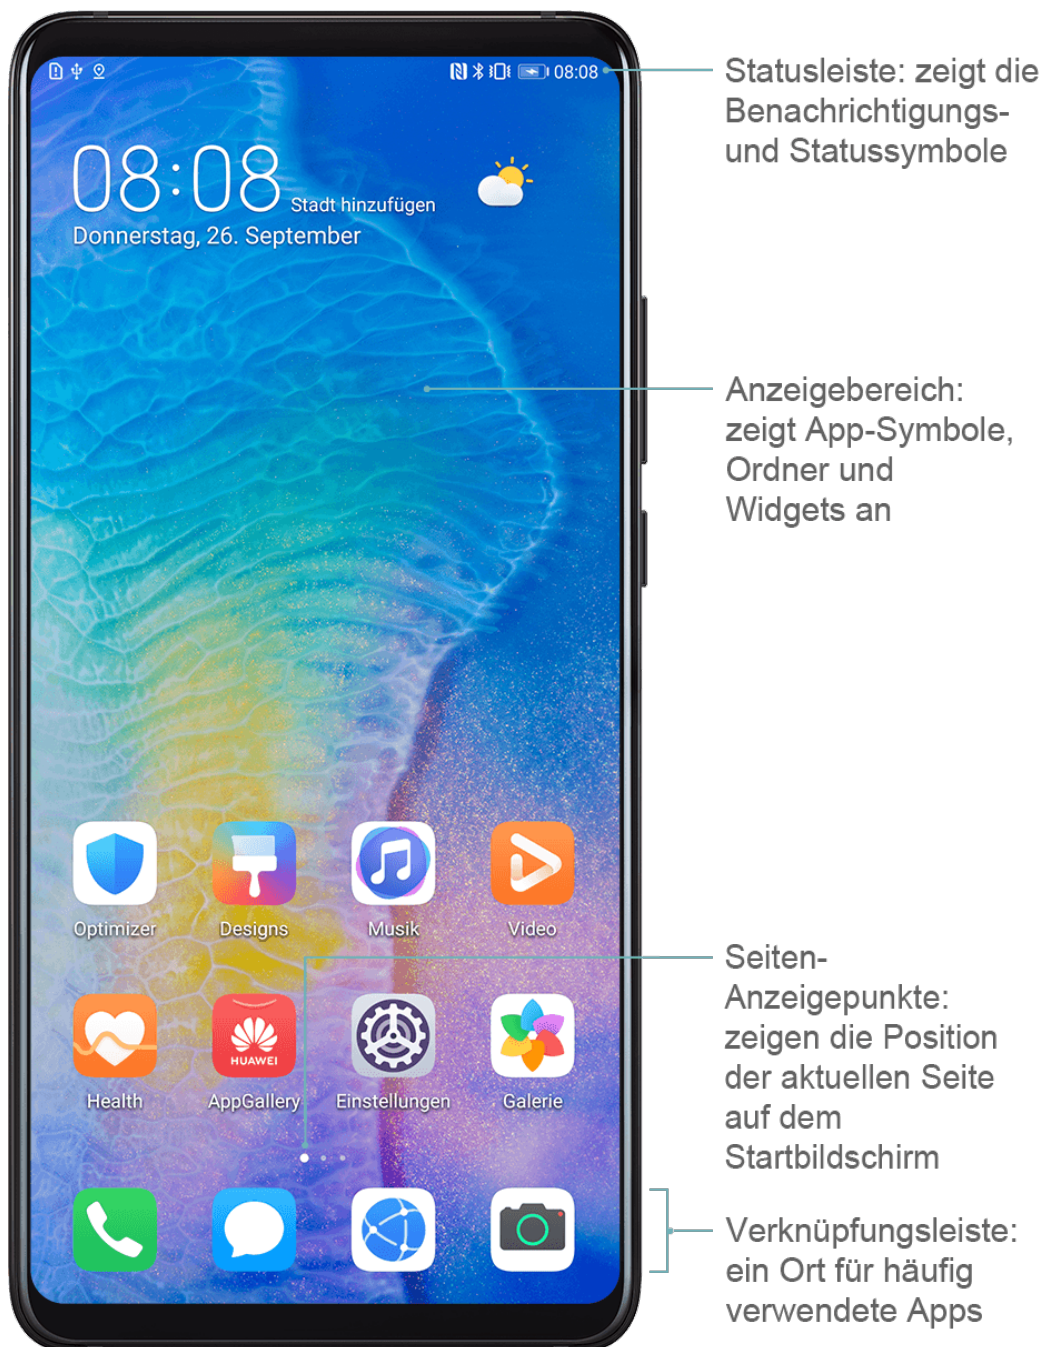 08:08
Statusleiste: zeigt die
Benachrichtigungs-
und Statussymbole
08:08
Stadt hinzufügen
Donnerstag, 26. September
Anzeigebereich:
zeigt App-Symbole,
Ordner und
Widgets an
Optimizer
Designs
Musik
Video
Seiten-
Anzeigepunkte:
zeigen die Position
der aktuellen Seite
auf dem
Startbildschirm
HUAWEI
Health
AppGallery
Einstellungen
Galerie
Verknüpfungsleiste:
ein Ort für häufig
verwendete Apps